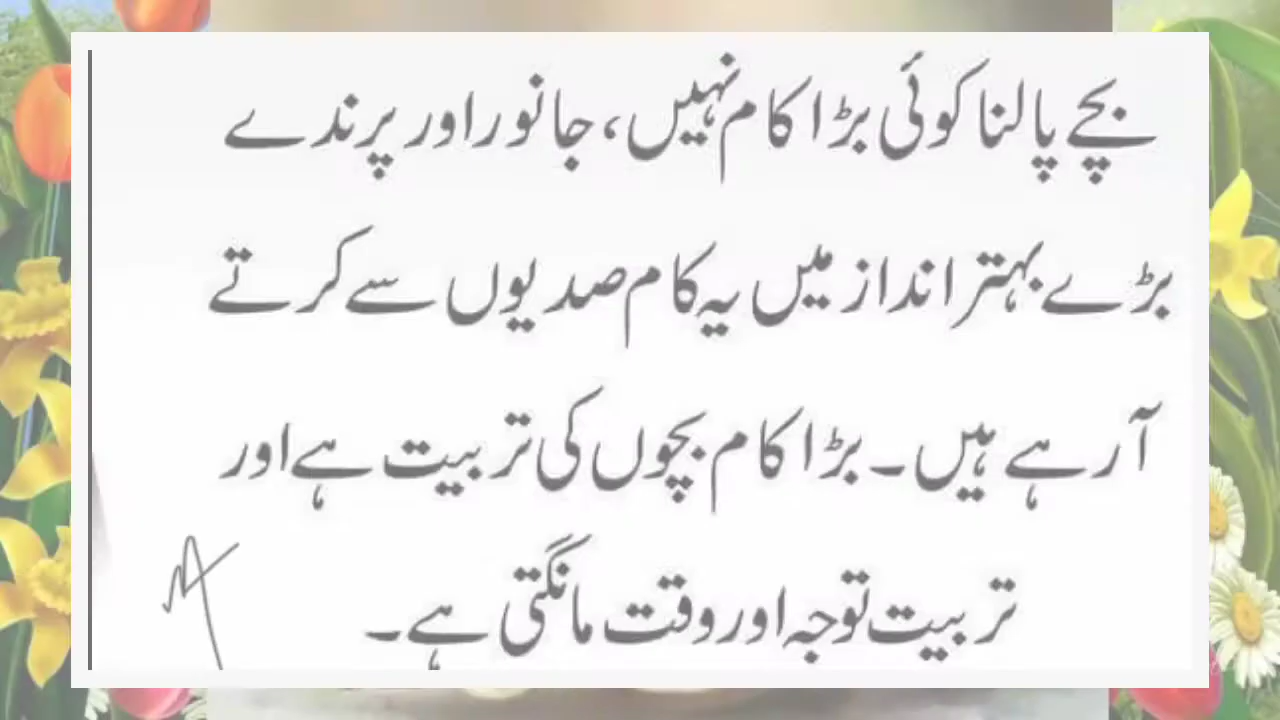 بچے پالنا کوئی بڑا کام نہیں، جانور اور پرندے
بڑے بہتر انداز میں یہ کام صدیوں سے کرتے
آرہے ہیں۔ بڑا کام بچوں کی تربیت ہے اور
تربیت توجہ اور وقت مانگتی ہے۔